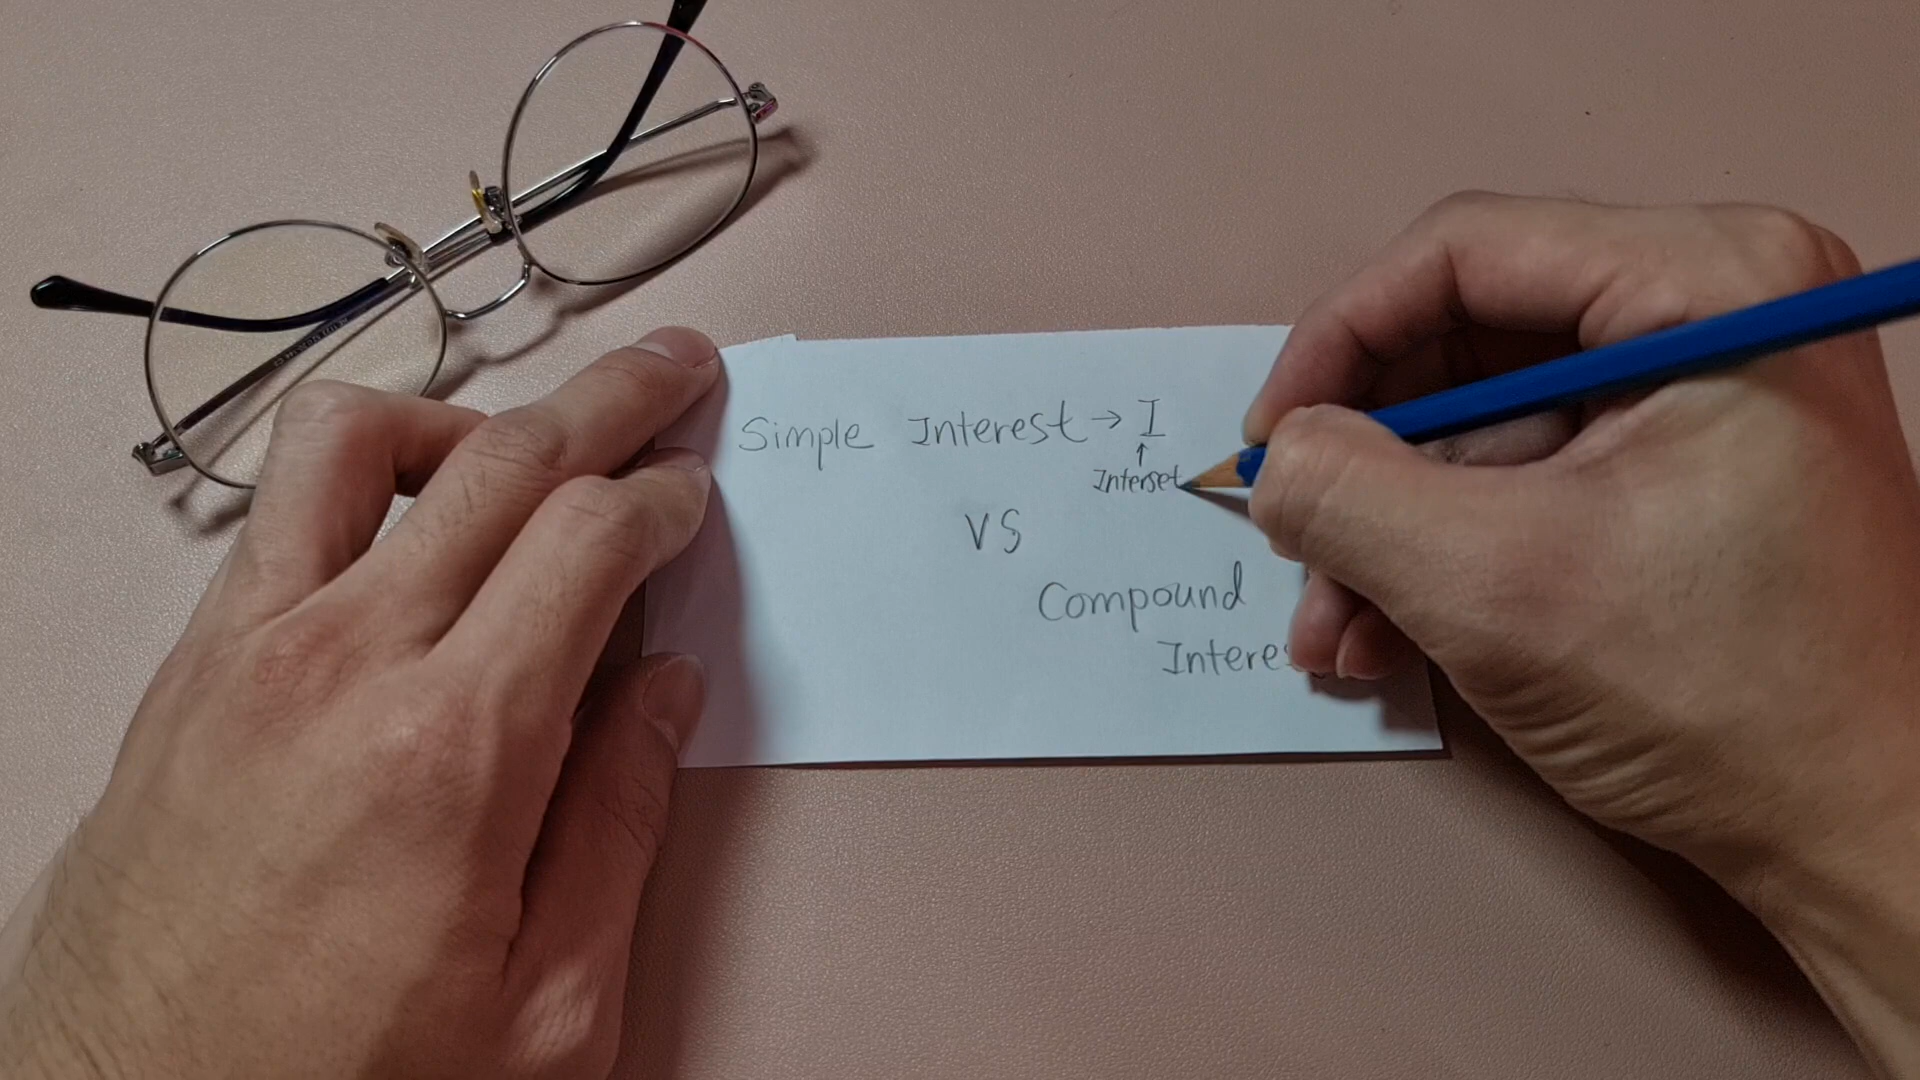 Simple Interest → I
↑
Interset
VS
Compound
Interes